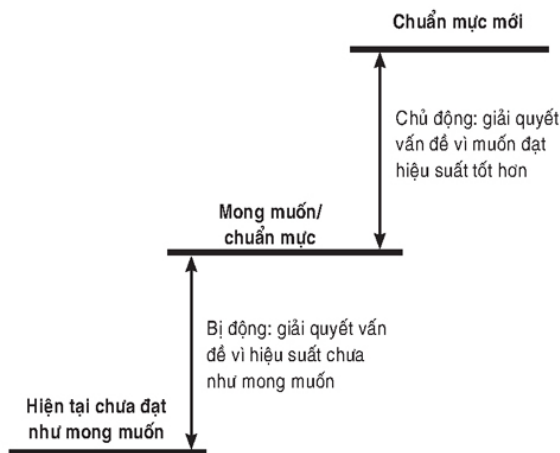 Chuẩn mực mới
Chủ động: giải quyết
vấn đề vì muốn đạt
hiệu suất tốt hơn
Mong muốn/
chuẩn mực
Bị động: giải quyết vấn
đề vì hiệu suất chưa
như mong muốn
Hiện tại chưa đạt
như mong muốn